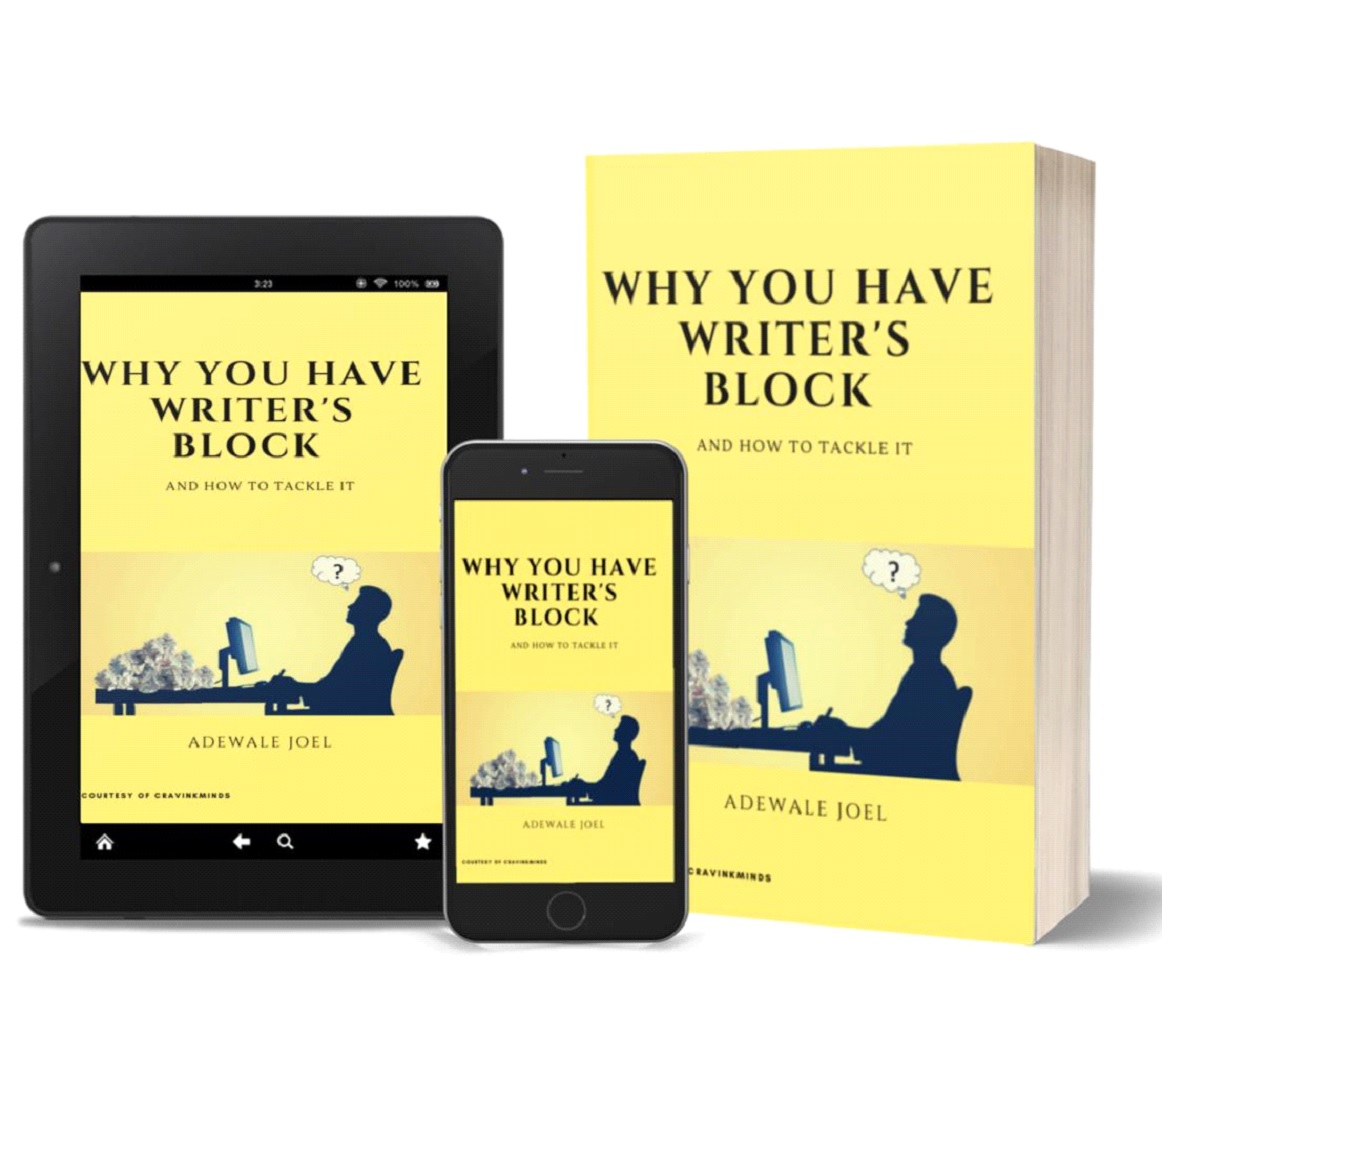 3:23 100%
WHY YOU HAVE
WRITER'S
BLOCK
AND HOW TO TACKLE IT
?
ADEWALE JOEL
COURTESY OF CRAVINKMINDS
WHY YOU HAVE
WRITER'S
BLOCK
AND HOW TO TACKLE IT
?
ADEWALE JOEL
COURTESY OF CRAVINKMINDS
WHY YOU HAVE
WRITER'S
BLOCK
AND HOW TO TACKLE IT
?
ADEWALE JOEL
CRAVINKMINDS